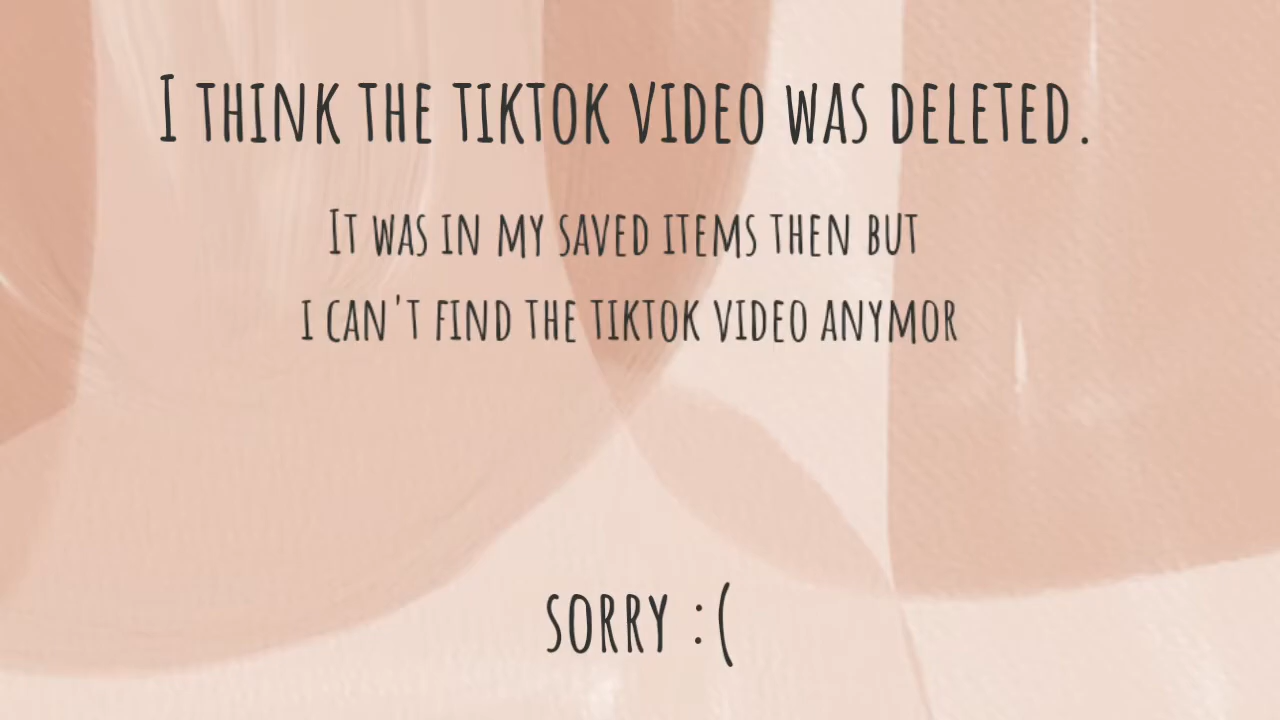 I THINK THE TIKTOK VIDEO WAS DELETED.
IT WAS IN MY SAVED ITEMS THEN BUT
I CAN'T FIND THE TIKTOK VIDEO ANYMOR
SORRY :(